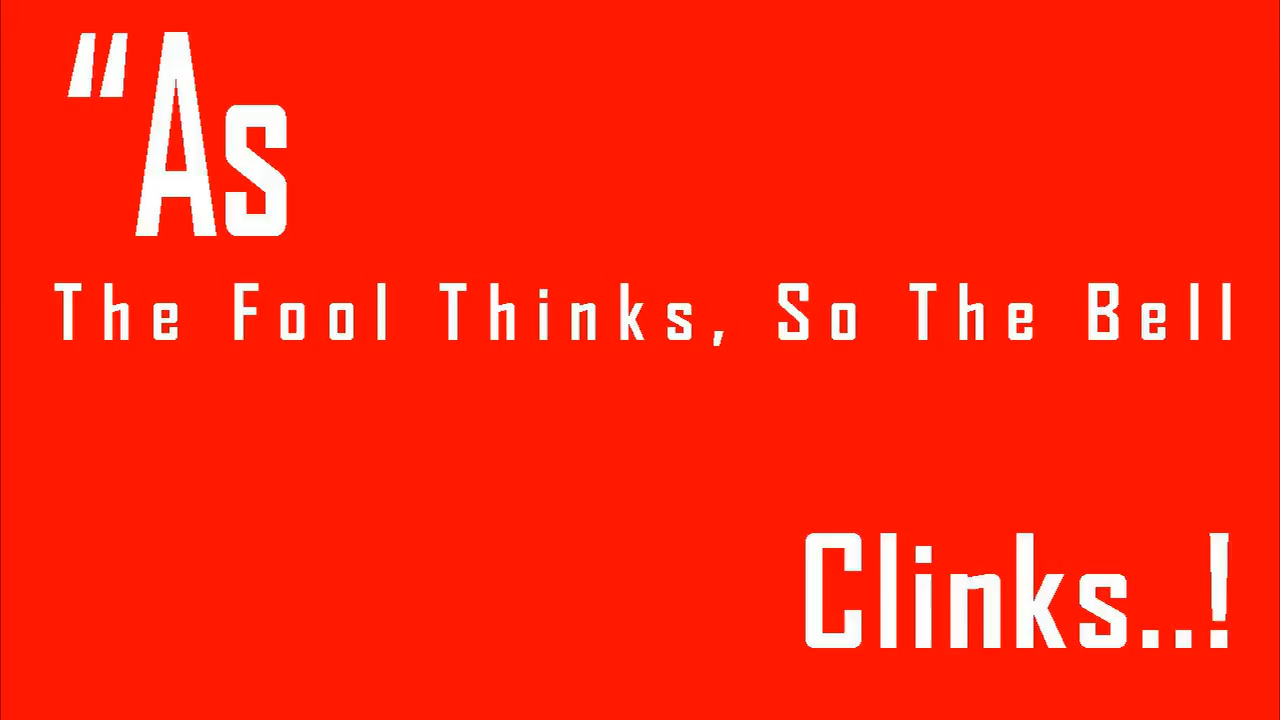 “As
The Fool Thinks, So The Bell
Clinks..!